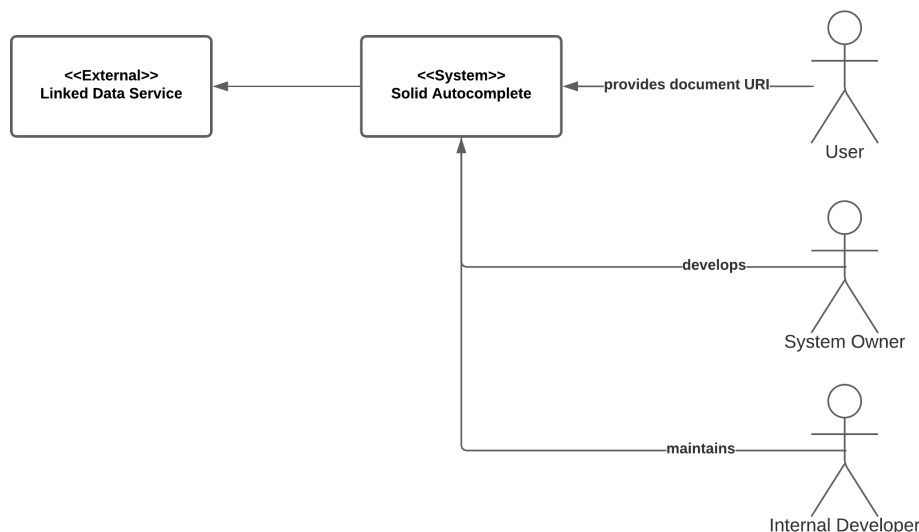 <<External>>
Linked Data Service
<<System>>
Solid Autocomplete
provides document URI
User
develops
System Owner
maintains
Internal Developer